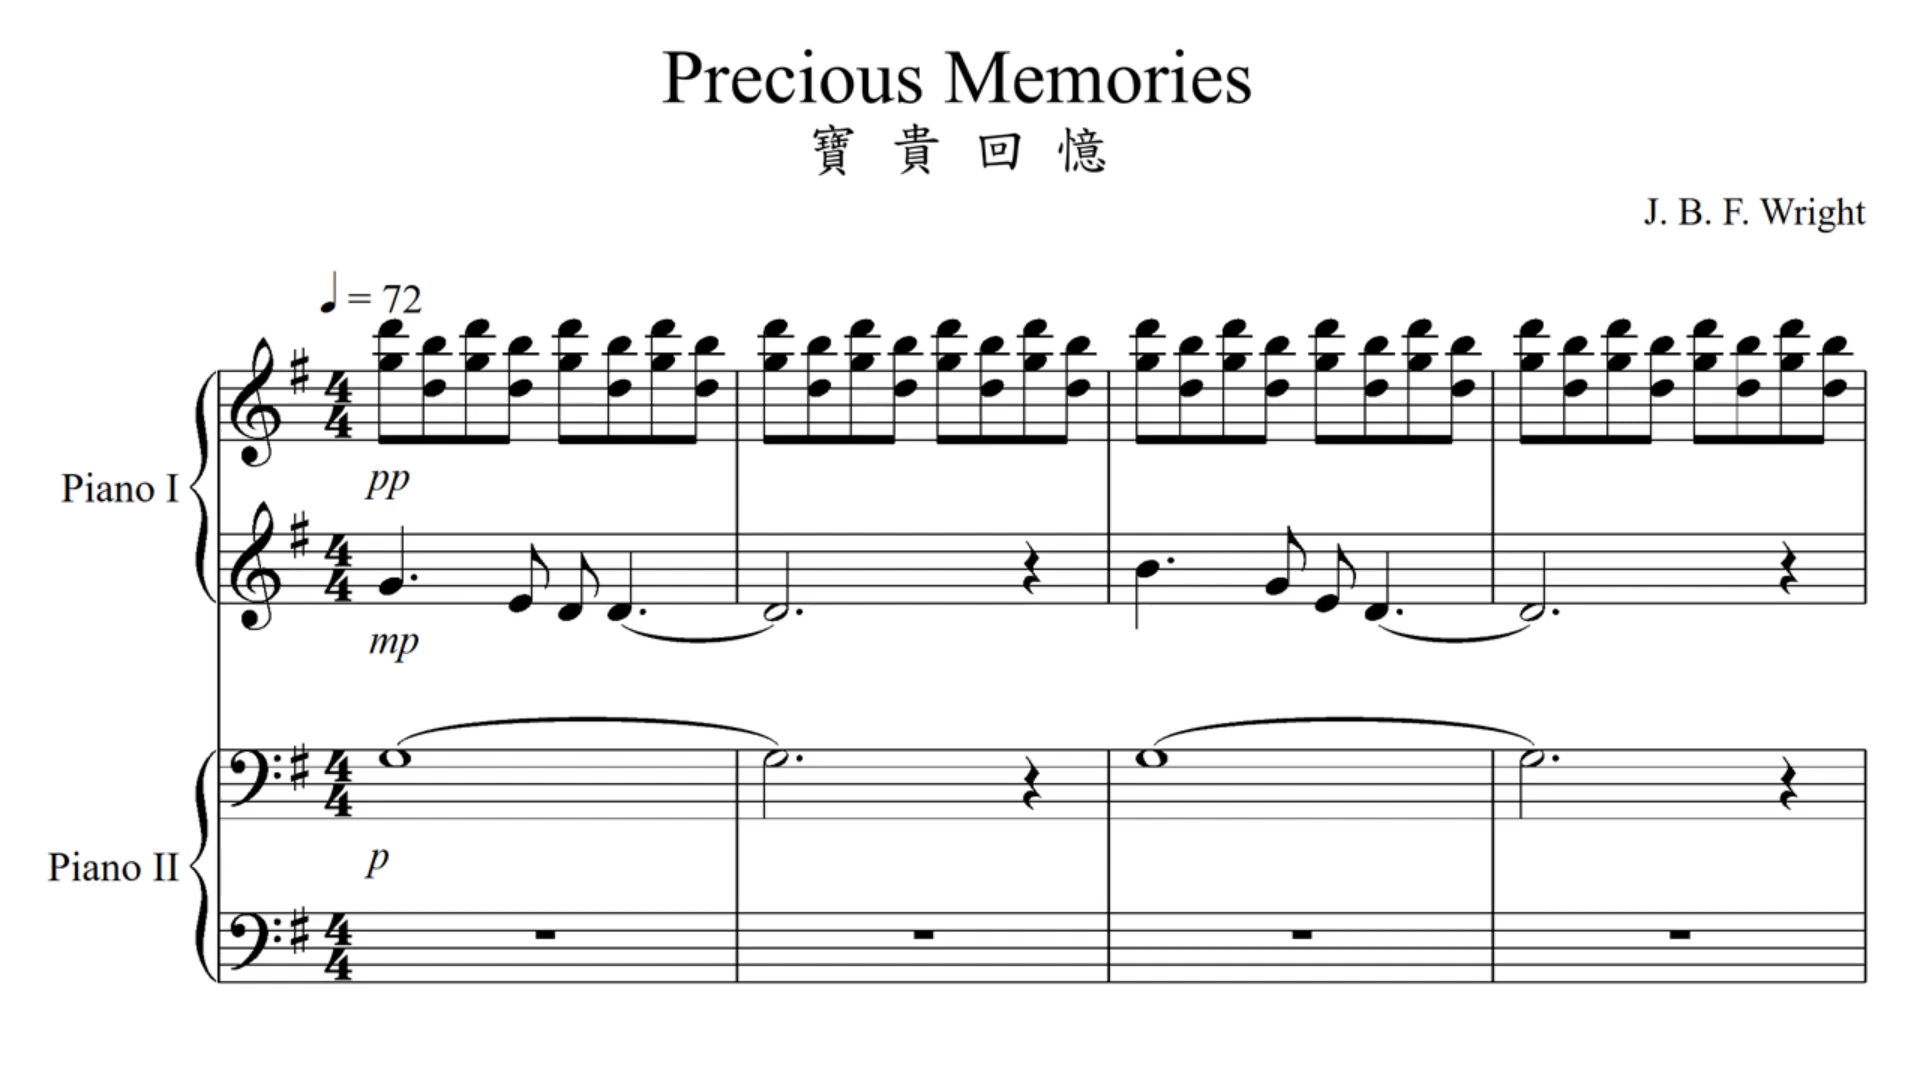 Precious Memories
寶 貴 回 憶
J. B. F. Wright
♩ = 72
Piano I
pp
mp
Piano II
p